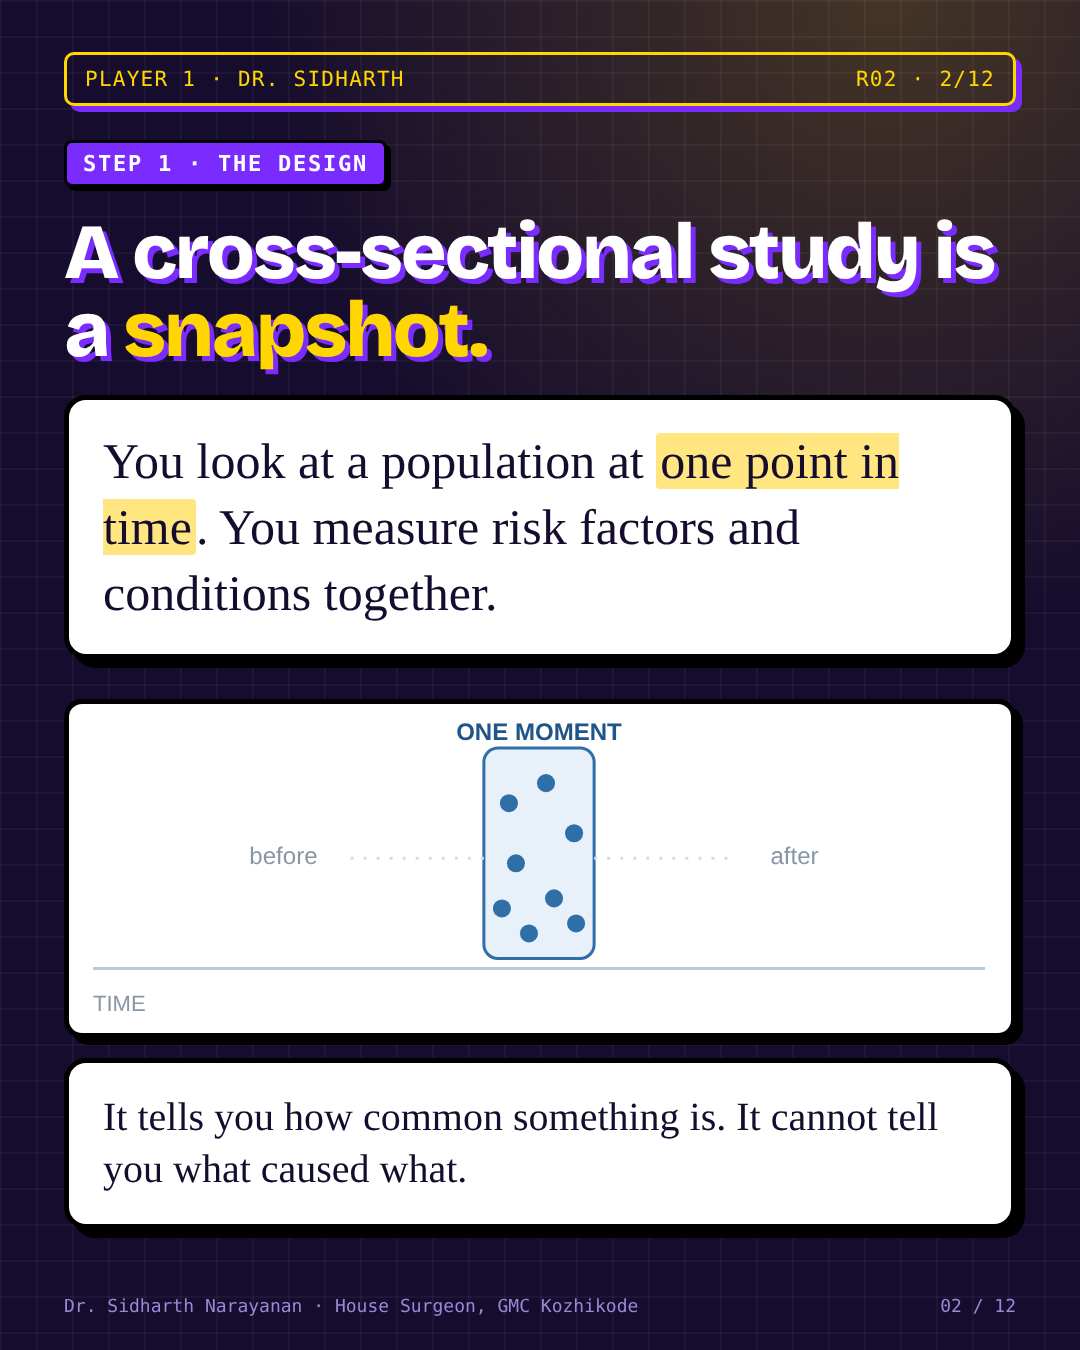 PLAYER 1 · DR. SIDHARTH
R02 · 2/12
STEP 1 · THE DESIGN
A cross-sectional study is
a snapshot.
You look at a population at one point in
time. You measure risk factors and
conditions together.
ONE MOMENT
before
after
TIME
It tells you how common something is. It cannot tell
you what caused what.
Dr. Sidharth Narayanan · House Surgeon, GMC Kozhikode
02 / 12